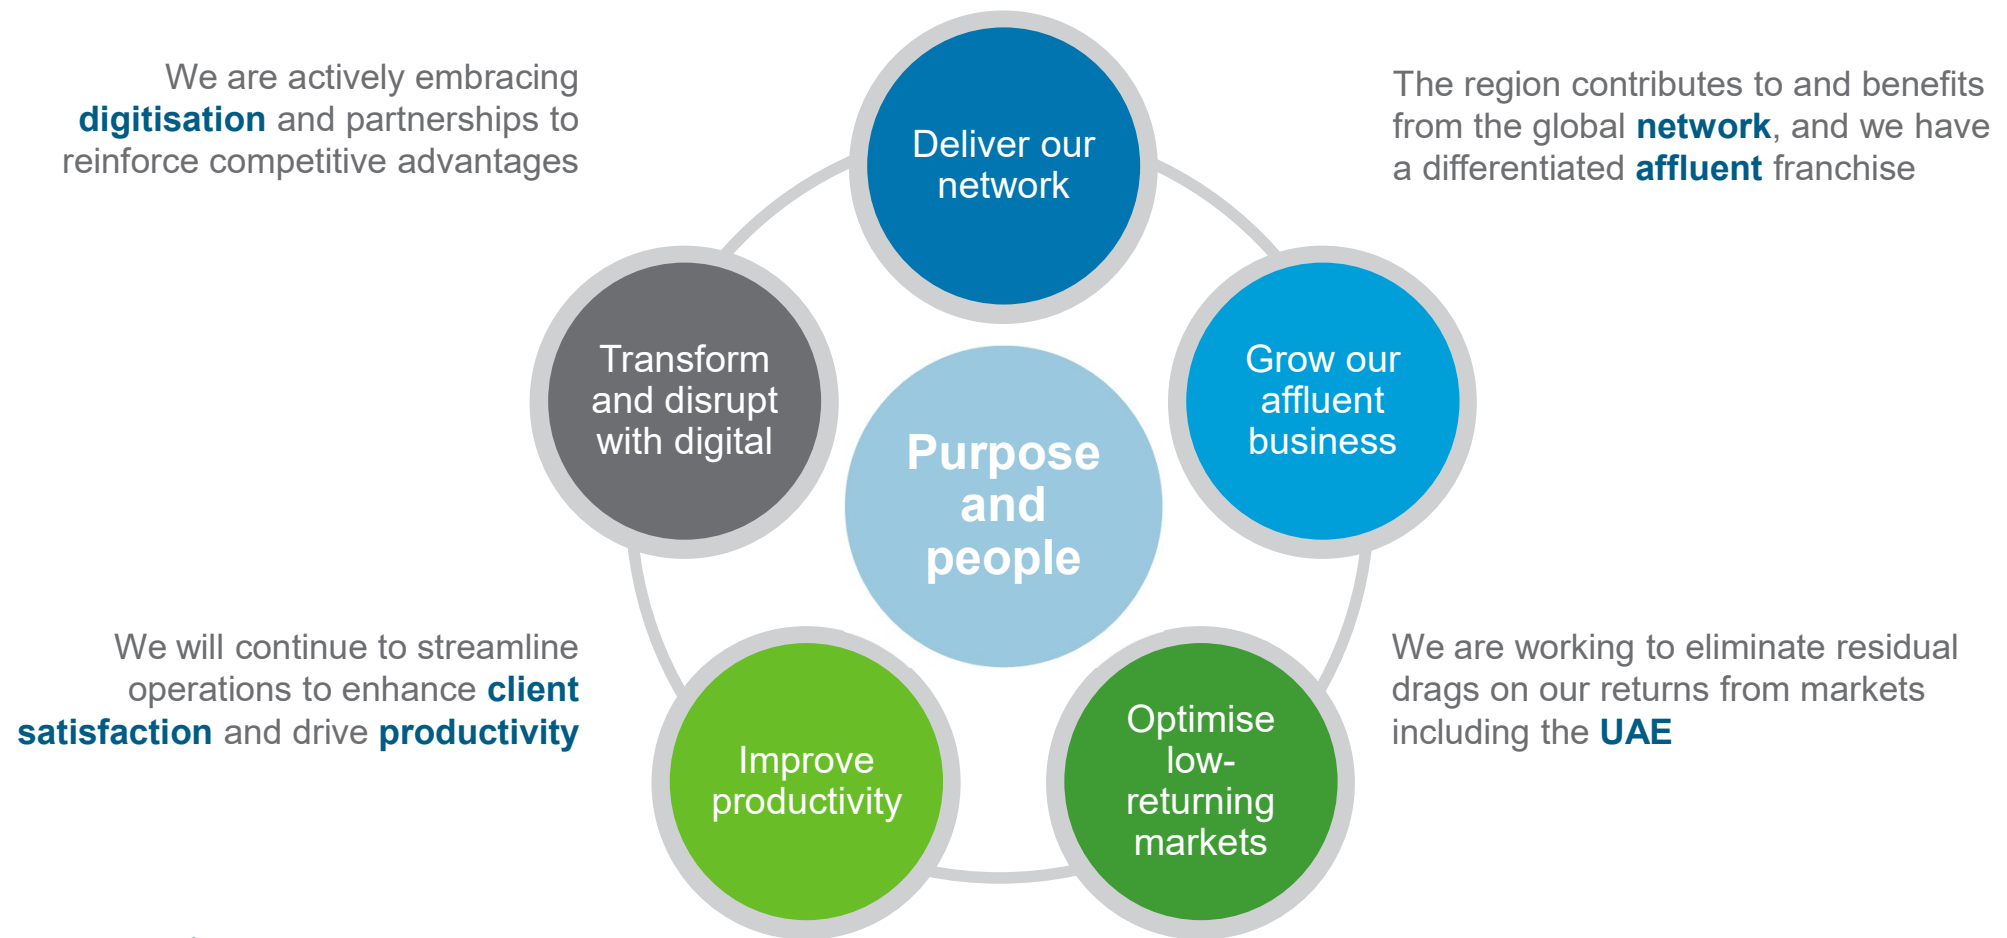 We are actively embracing
digitisation and partnerships to
reinforce competitive advantages
Deliver our
network
The region contributes to and benefits
from the global network, and we have
a differentiated affluent franchise
Transform
and disrupt
with digital
Grow our
affluent
business
Purpose
and
people
We will continue to streamline
operations to enhance client
satisfaction and drive productivity
Improve
productivity
Optimise
low-
returning
markets
We are working to eliminate residual
drags on our returns from markets
including the UAE